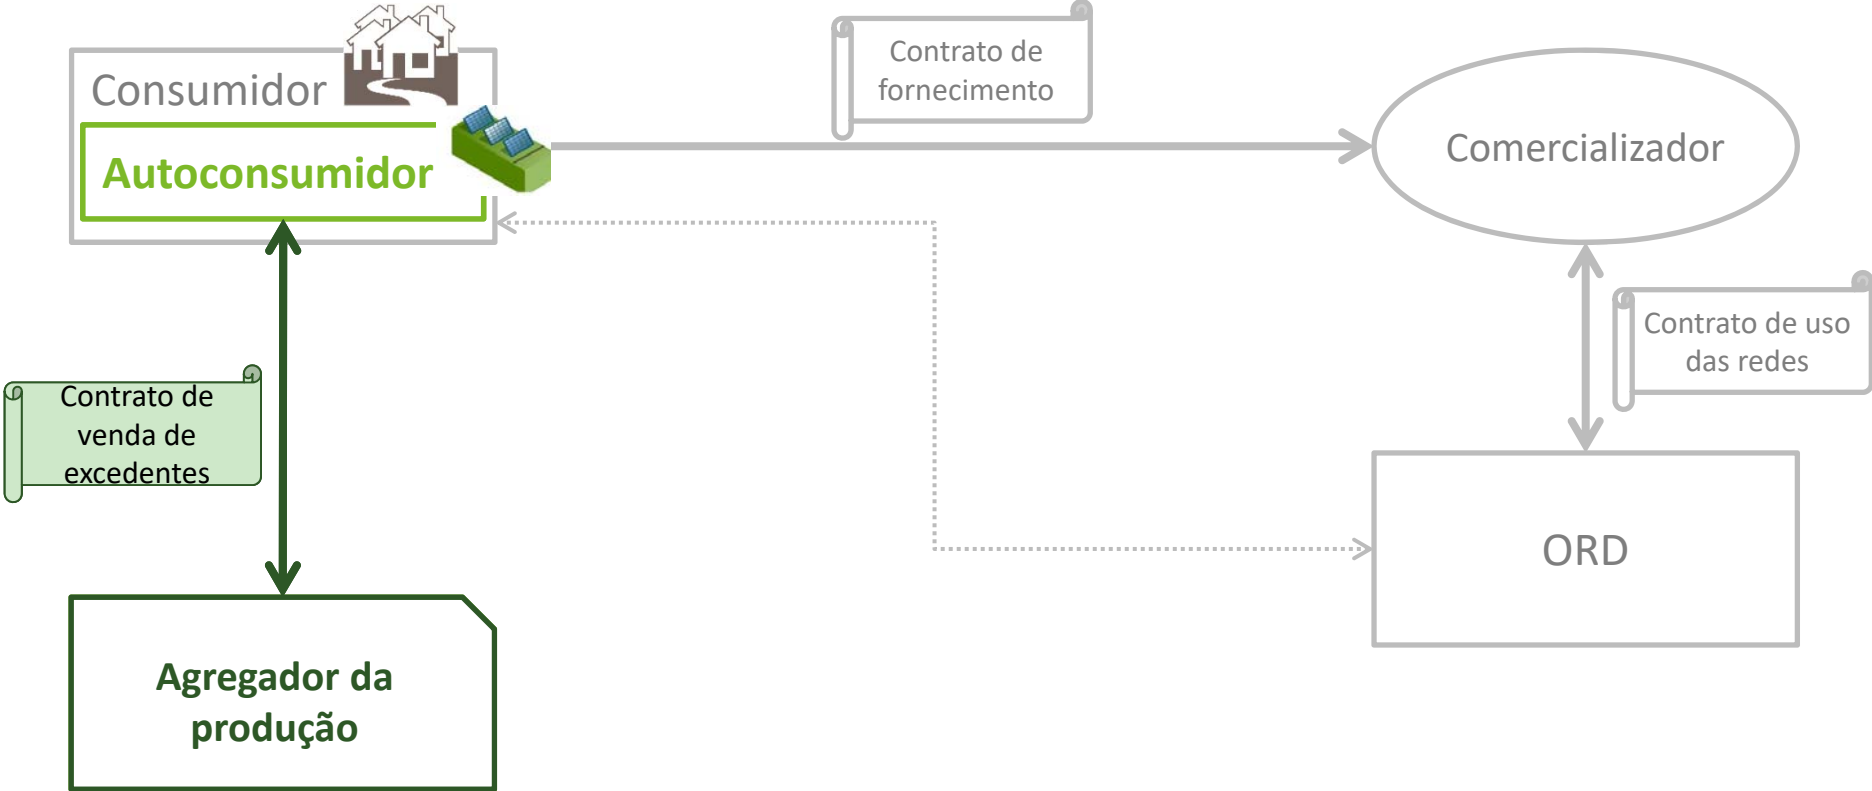 Consumidor
Autoconsumidor
Contrato de
fornecimento
Comercializador
Contrato de uso
das redes
Contrato de
venda de
excedentes
ORD
Agregador da
produção